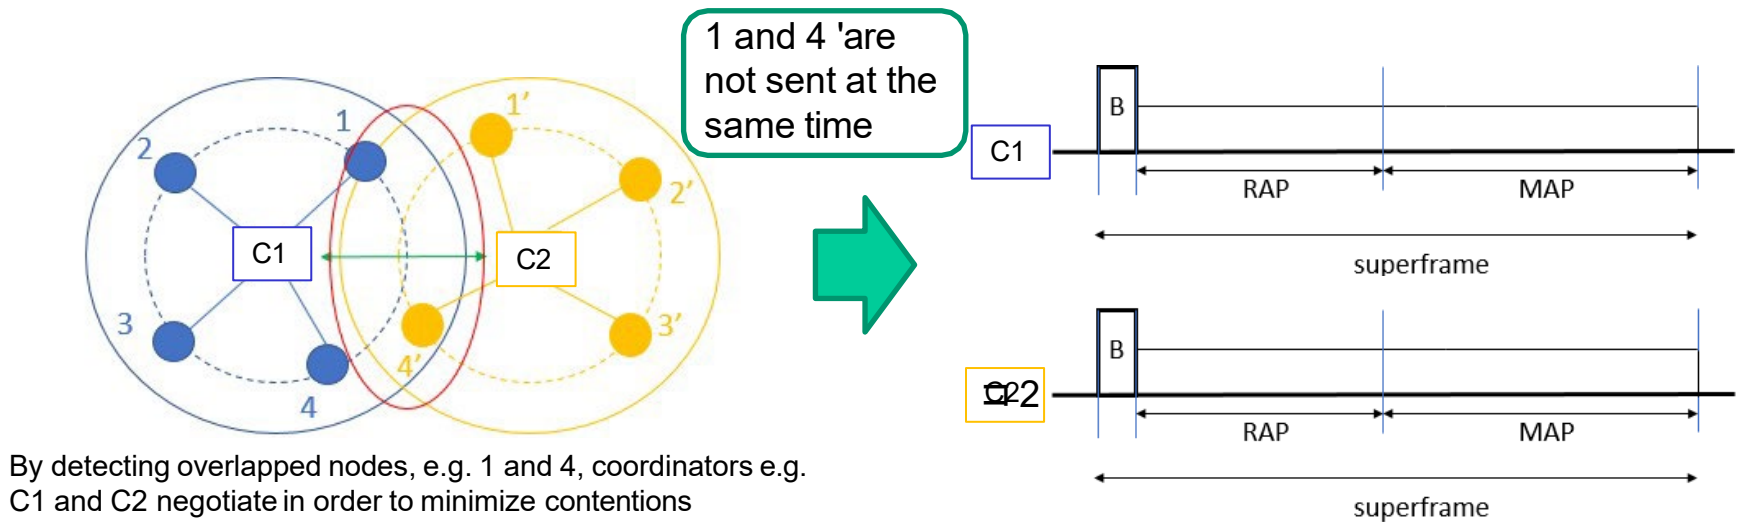 1 and 4 'are
not sent at the
same time
1
2
3
4
C1
1'
2'
3'
4'
C2
By detecting overlapped nodes, e.g. 1 and 4, coordinators e.g.
C1 and C2 negotiate in order to minimize contentions
C1
B
RAP
MAP
superframe
C2
2
B
RAP
MAP
superframe